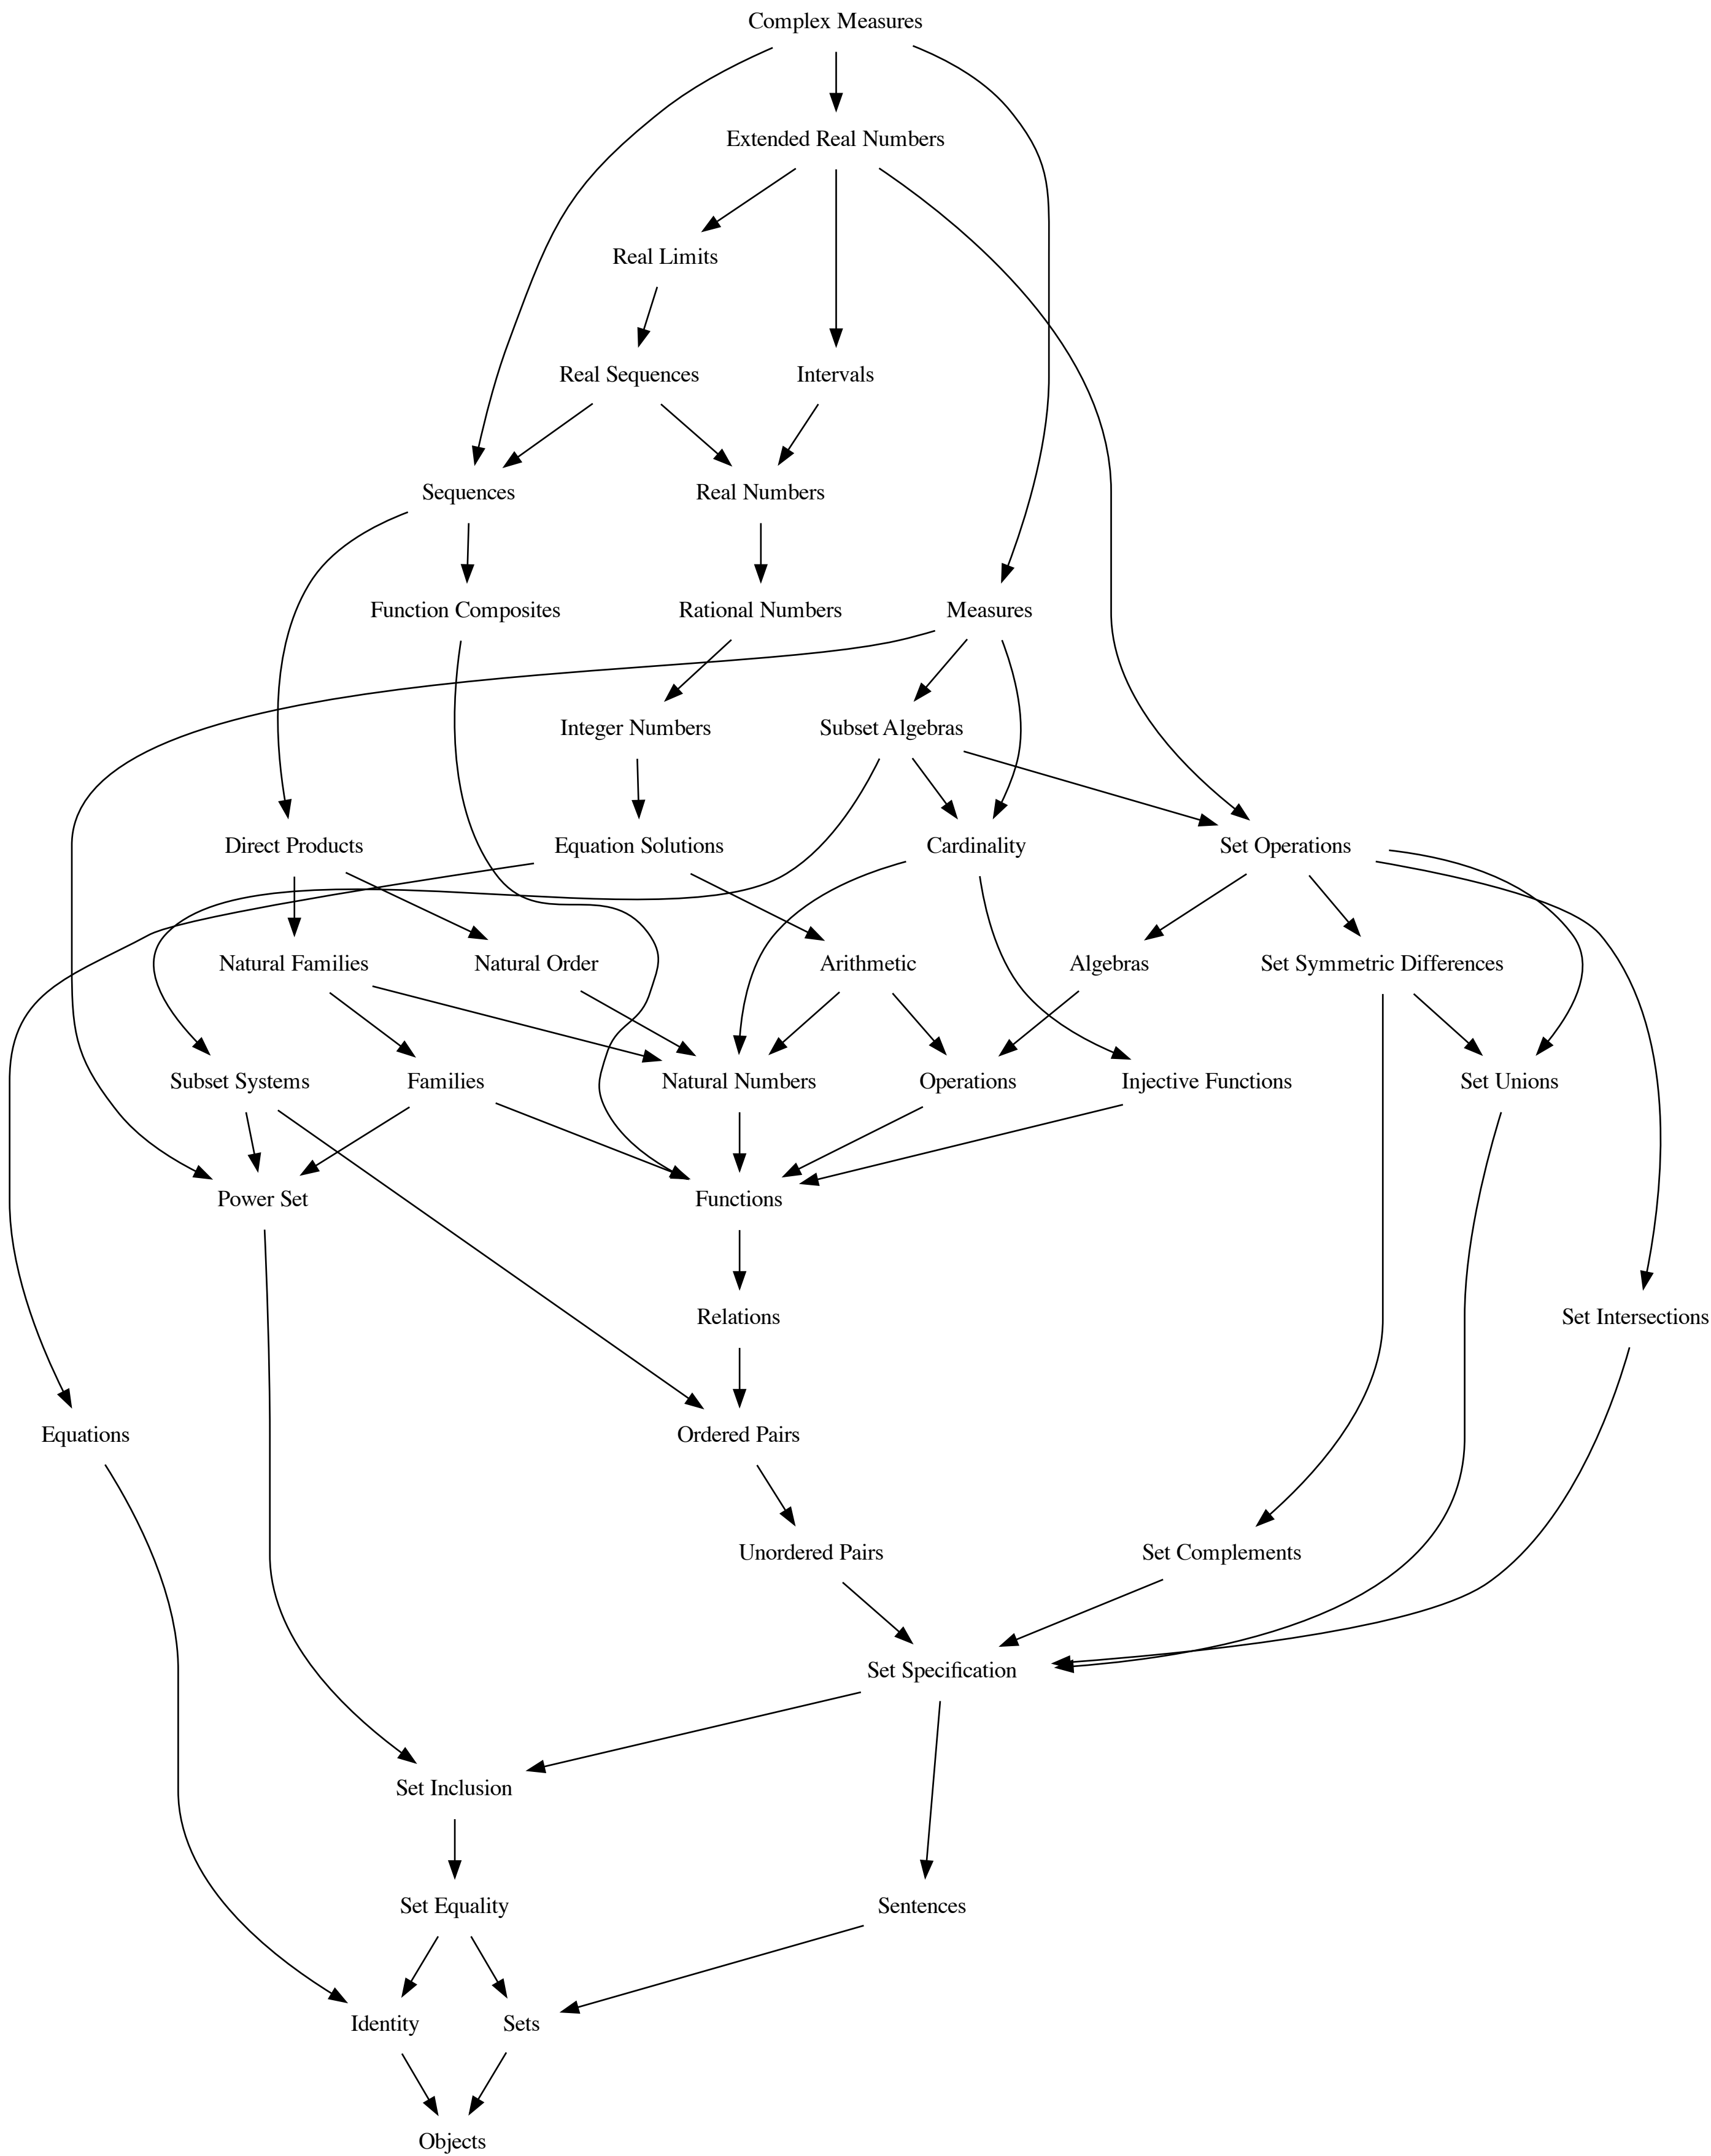 Complex Measures
Extended Real Numbers
Real Limits
Real Sequences
Intervals
Sequences
Real Numbers
Function Composites
Rational Numbers
Measures
Integer Numbers
Subset Algebras
Direct Products
Equation Solutions
Cardinality
Set Operations
Natural Families
Natural Order
Arithmetic
Algebras
Set Symmetric Differences
Subset Systems
Families
Natural Numbers
Operations
Injective Functions
Set Unions
Power Set
Functions
Relations
Set Intersections
Equations
Ordered Pairs
Unordered Pairs
Set Complements
Set Specification
Set Inclusion
Set Equality
Sentences
Identity
Sets
Objects